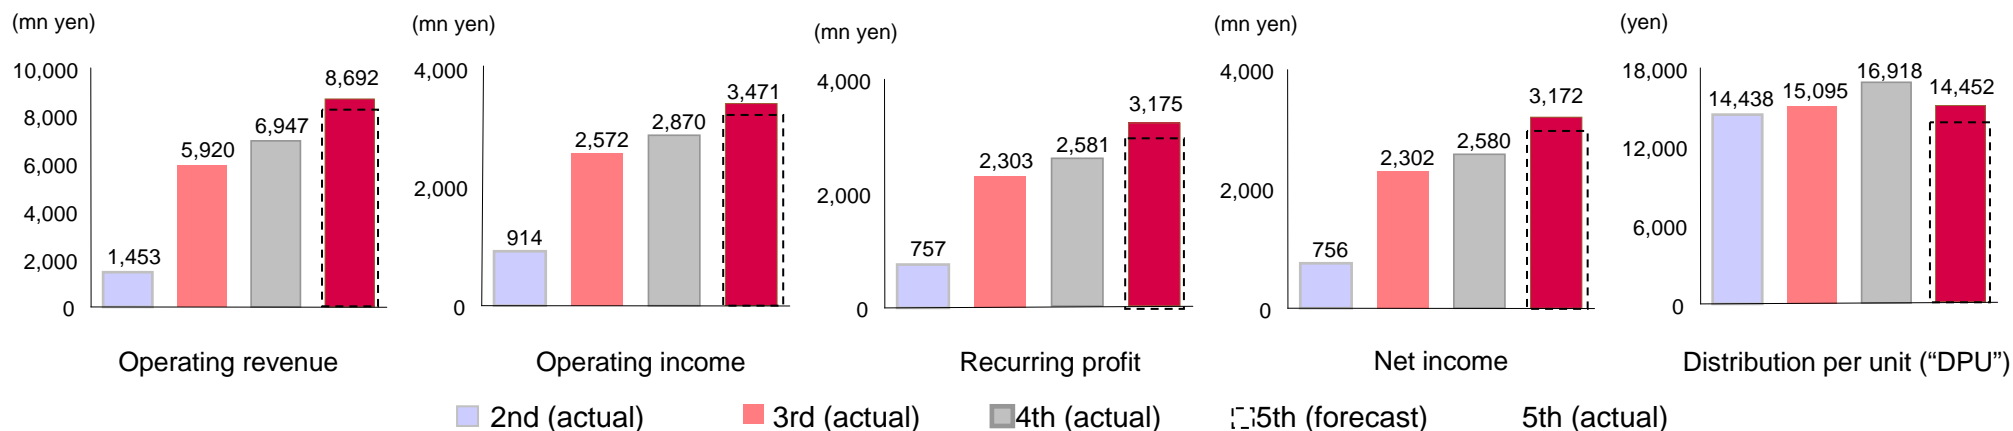 (mn yen)
10,000
8,000
6,000
4,000
2,000
0
1,453
5,920
6,947
8,692
Operating revenue
(mn yen)
4,000
2,000
0
914
2,572
2,870
3,471
Operating income
(mn yen)
4,000
2,000
0
757
2,303
2,581
3,175
Recurring profit
(mn yen)
4,000
2,000
0
756
2,302
2,580
3,172
Net income
(yen)
18,000
12,000
6,000
0
14,438
15,095
16,918
14,452
Distribution per unit (“DPU”)
2nd (actual)
3rd (actual)
4th (actual)
5th (forecast)
5th (actual)